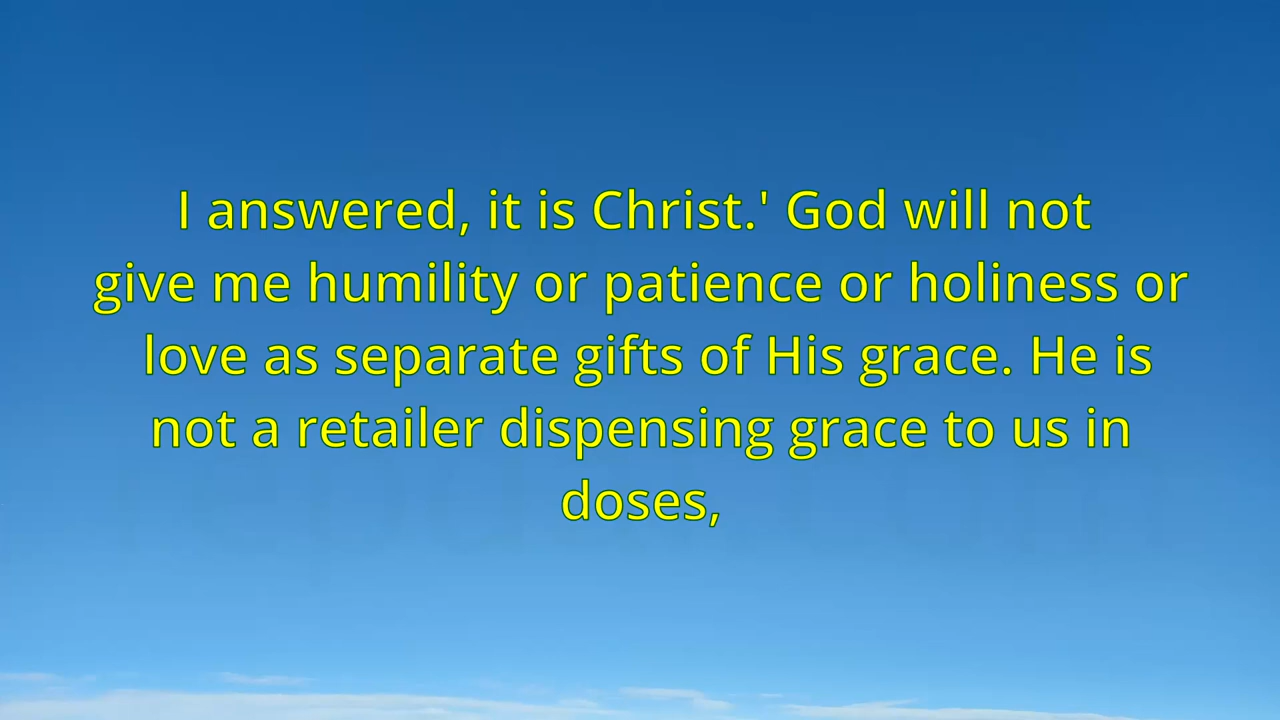 I answered, it is Christ.' God will not
give me humility or patience or holiness or
love as separate gifts of His grace. He is
not a retailer dispensing grace to us in
doses,